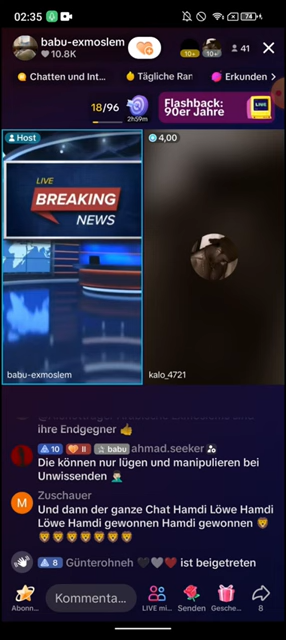 02:35
74
babu-exmoslem
10.8K
10+
10+
41
Chatten und Int...
Tägliche Ran
Erkunden
18/96
2h59m
Flashback:
90er Jahre
LIVE
Host
4,00
LIVE
BREAKING
NEWS
babu-exmoslem
kalo_4721
ihre Endgegner 👍
10 II babu ahmad.seeker
Die können nur lügen und manipulieren bei
Unwissenden 🤦🏻‍♂️
M Zuschauer
Und dann der ganze Chat Hamdi Löwe Hamdi
Löwe Hamdi gewonnen Hamdi gewonnen 🦁
🦁🦁🦁🦁🦁🦁🦁
8 Günterohneh 🖤🩶❤️ ist beigetreten
Abonn...
Kommenta...
LIVE mi...
Senden
Gesche...
8